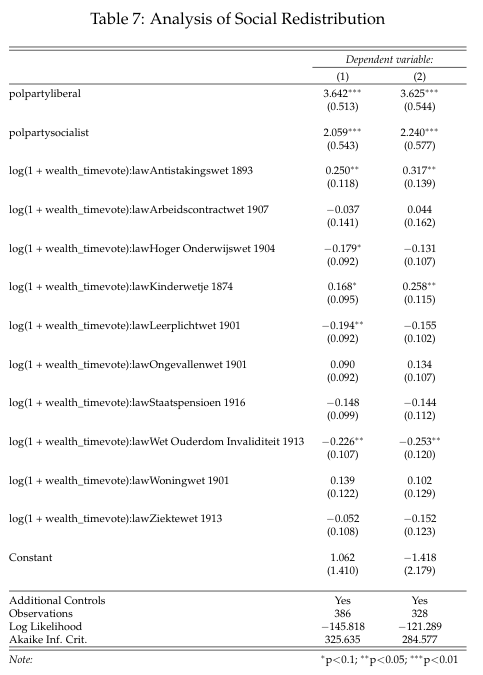 Table 7: Analysis of Social Redistribution
Dependent variable:
(1) (2)
polpartyliberal 3.642*** 3.625***
(0.513) (0.544)
polpartysocialist 2.059*** 2.240***
(0.543) (0.577)
log(1 + wealth_timevote):lawAntistakingswet 1893 0.250** 0.317**
(0.118) (0.139)
log(1 + wealth_timevote):lawArbeidscontractwet 1907 −0.037 0.044
(0.141) (0.162)
log(1 + wealth_timevote):lawHoger Onderwijswet 1904 −0.179* −0.131
(0.092) (0.107)
log(1 + wealth_timevote):lawKinderwetje 1874 0.168* 0.258**
(0.095) (0.115)
log(1 + wealth_timevote):lawLeerplichtwet 1901 −0.194** −0.155
(0.092) (0.102)
log(1 + wealth_timevote):lawOngevallenwet 1901 0.090 0.134
(0.092) (0.107)
log(1 + wealth_timevote):lawStaatspensioen 1916 −0.148 −0.144
(0.099) (0.112)
log(1 + wealth_timevote):lawWet Ouderdom Invaliditeit 1913 −0.226** −0.253**
(0.107) (0.120)
log(1 + wealth_timevote):lawWoningwet 1901 0.139 0.102
(0.122) (0.129)
log(1 + wealth_timevote):lawZiektewet 1913 −0.052 −0.152
(0.108) (0.123)
Constant 1.062 −1.418
(1.410) (2.179)
Additional Controls Yes Yes
Observations 386 328
Log Likelihood −145.818 −121.289
Akaike Inf. Crit. 325.635 284.577
Note: *p<0.1; **p<0.05; ***p<0.01